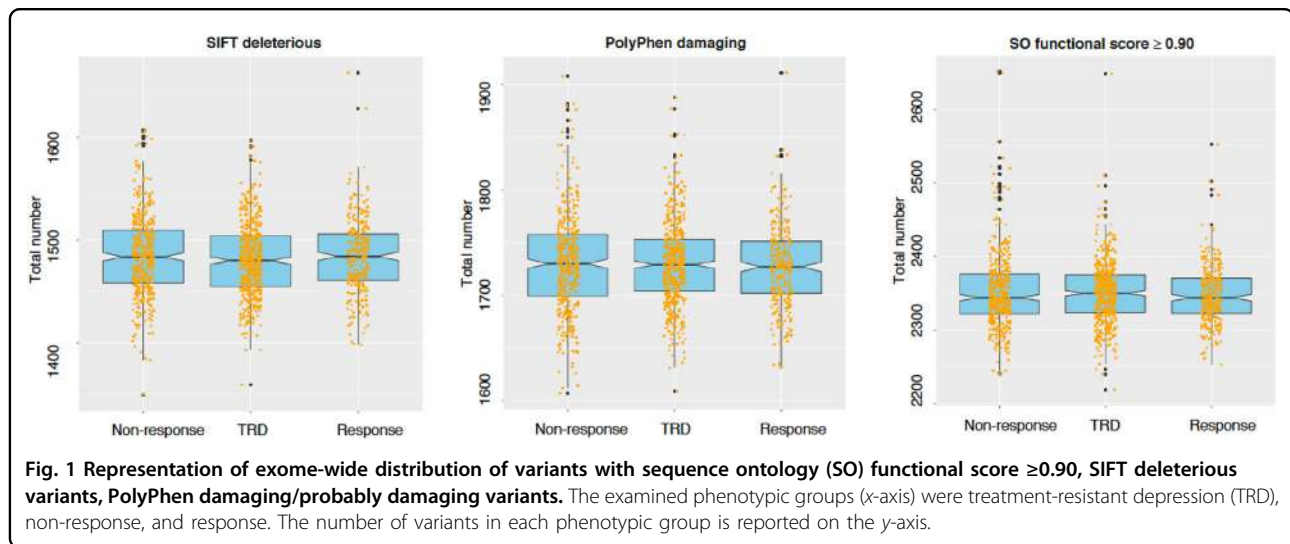 SIFT deleterious
Total number
1600
1500
1400
Non-response TRD Response
PolyPhen damaging
Total number
1900
1800
1700
1600
Non-response TRD Response
SO functional score ≥ 0.90
Total number
2600
2500
2400
2300
2200
Non-response TRD Response
Fig. 1 Representation of exome-wide distribution of variants with sequence ontology (SO) functional score ≥0.90, SIFT deleterious
variants, PolyPhen damaging/probably damaging variants. The examined phenotypic groups (x-axis) were treatment-resistant depression (TRD),
non-response, and response. The number of variants in each phenotypic group is reported on the y-axis.